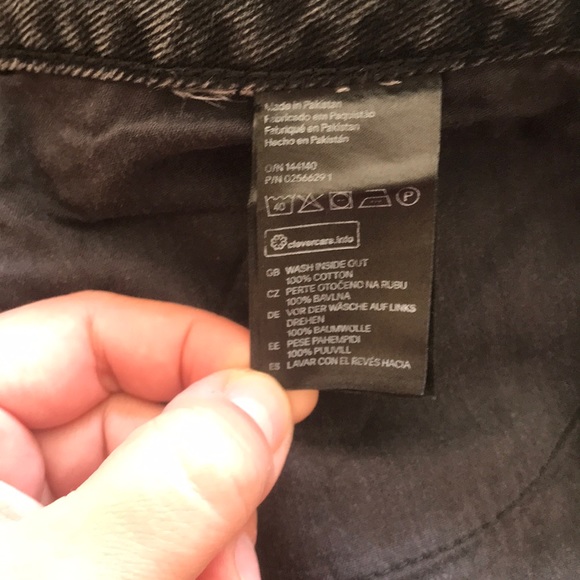 Made in Pakistan
Fabricado em Paquistão
Fabriqué en Pakistan
Hecho en Pakistán
O/N 144140
P/N 0256629 1
40 P
clevercare.info
GB WASH INSIDE OUT
100% COTTON
CZ PERTE OTOČENO NA RUBU
100% BAVLNA
DE VOR DER WÄSCHE AUF LINKS
DREHEN
100% BAUMWOLLE
EE PESE PAHEMPIDI
100% PUUVILL
ES LAVAR CON EL REVÉS HACIA